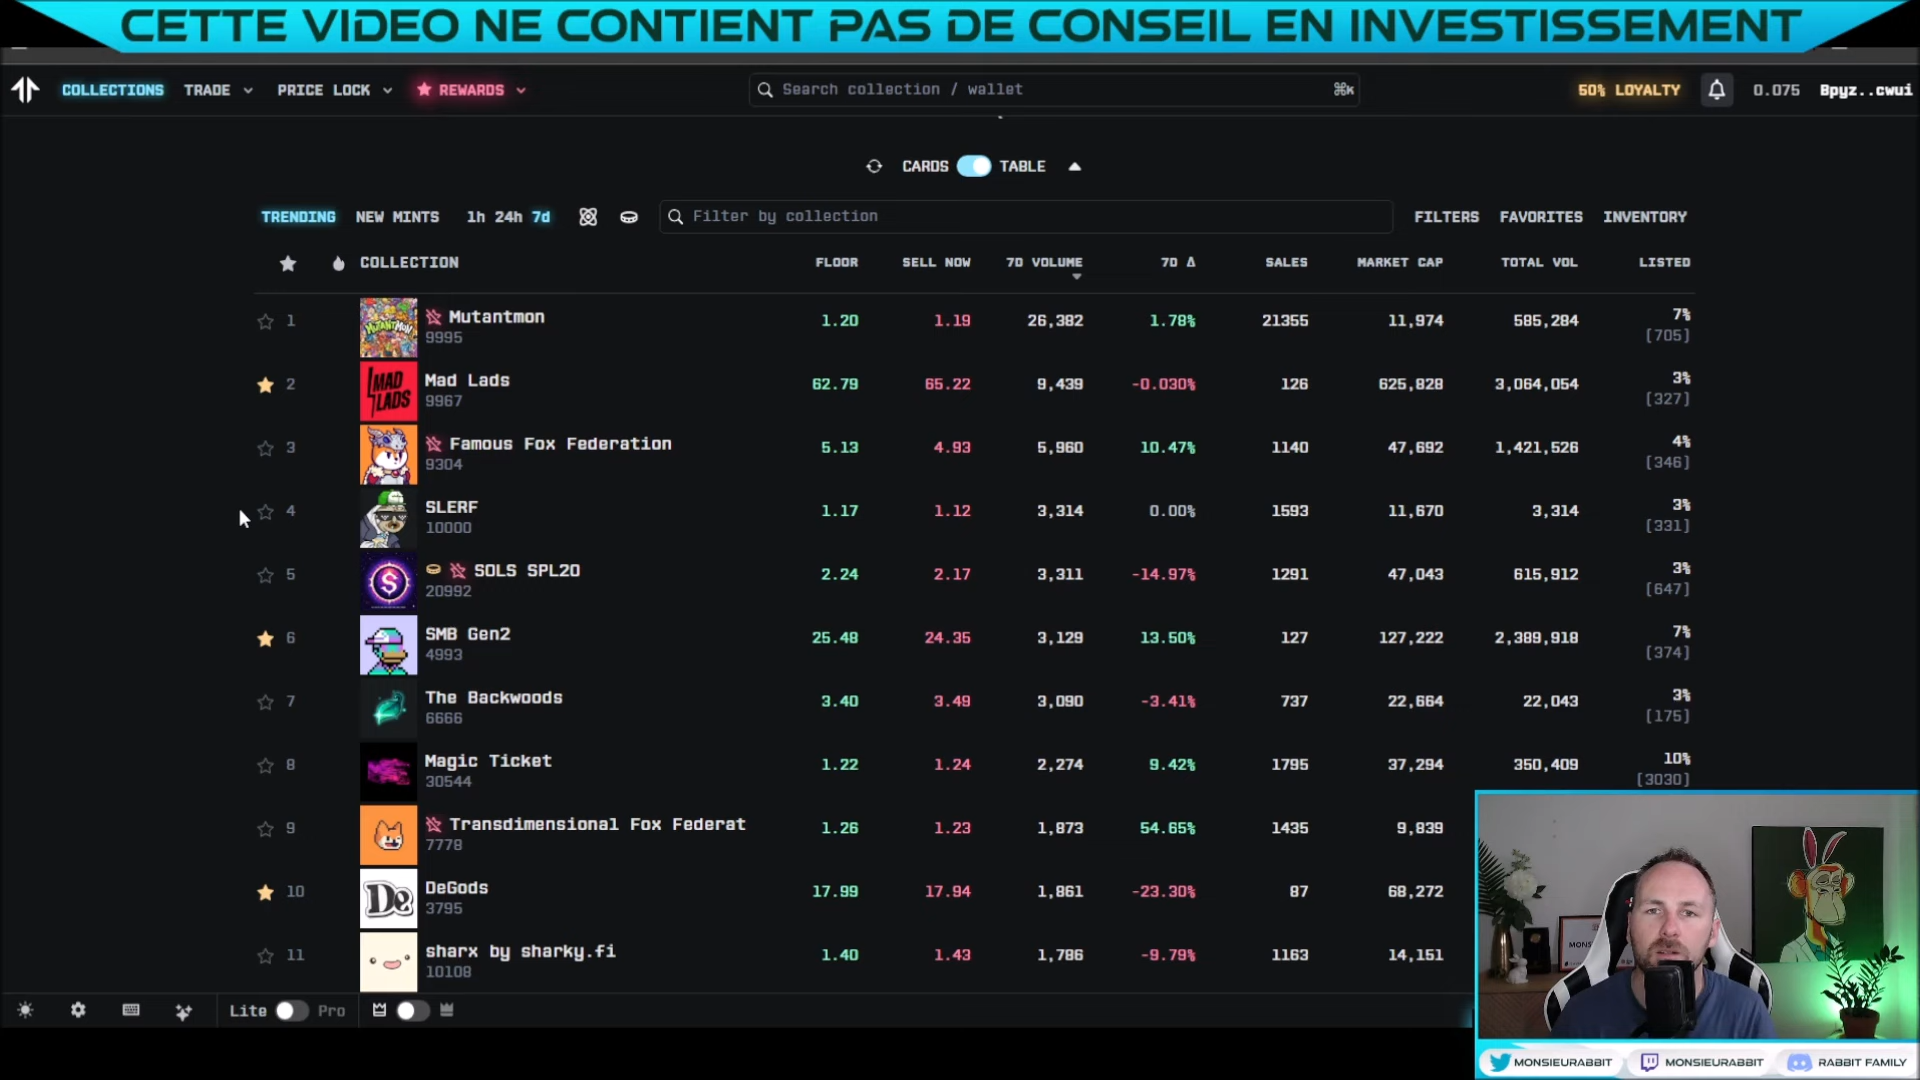 CETTE VIDEO NE CONTIENT PAS DE CONSEIL EN INVESTISSEMENT
COLLECTIONS TRADE PRICE LOCK REWARDS Search collection / wallet ⌘K 50% LOYALTY 0.075 Bpyz..cwui
CARDS TABLE
TRENDING NEW MINTS 1h 24h 7d Filter by collection FILTERS FAVORITES INVENTORY
COLLECTION FLOOR SELL NOW 7D VOLUME 7D Δ SALES MARKET CAP TOTAL VOL LISTED
1 Mutantmon 1.20 1.19 26,382 1.78% 21355 11,974 585,284 7%
9995 [705]
2 Mad Lads 62.79 65.22 9,439 -0.030% 126 625,828 3,064,054 3%
9967 [327]
3 Famous Fox Federation 5.13 4.93 5,960 10.47% 1140 47,692 1,421,526 4%
9304 [346]
4 SLERF 1.17 1.12 3,314 0.00% 1593 11,670 3,314 3%
10000 [331]
5 SOLS SPL20 2.24 2.17 3,311 -14.97% 1291 47,043 615,912 3%
20992 [647]
6 SMB Gen2 25.48 24.35 3,129 13.50% 127 127,222 2,389,918 7%
4993 [374]
7 The Backwoods 3.40 3.49 3,090 -3.41% 737 22,664 22,043 3%
6666 [175]
8 Magic Ticket 1.22 1.24 2,274 9.42% 1795 37,294 350,409 10%
30544 [3030]
9 Transdimensional Fox Federat 1.26 1.23 1,873 54.65% 1435 9,839
7778
10 DeGods 17.99 17.94 1,861 -23.30% 87 68,272
3795
11 sharx by sharky.fi 1.40 1.43 1,786 -9.79% 1163 14,151
10108
MUTANTMON
MAD LADS
De
Lite Pro
MONSIEURABBIT MONSIEURABBIT RABBIT FAMILY